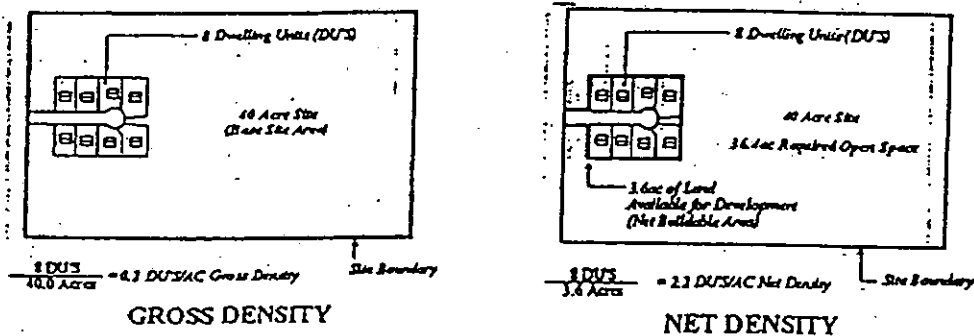 8 Dwelling Units (DU'S)
40 Acre Site
(Base Site Area)
Site Boundary
8 DU'S
40.0 Acres
= 0.2 DU'S/AC Gross Density
GROSS DENSITY
8 Dwelling Units (DU'S)
40 Acre Site
36.4ac Required Open Space
3.6ac of Land
Available for Development
(Net Buildable Area)
Site Boundary
8 DU'S
3.6 Acres
= 2.2 DU'S/AC Net Density
NET DENSITY